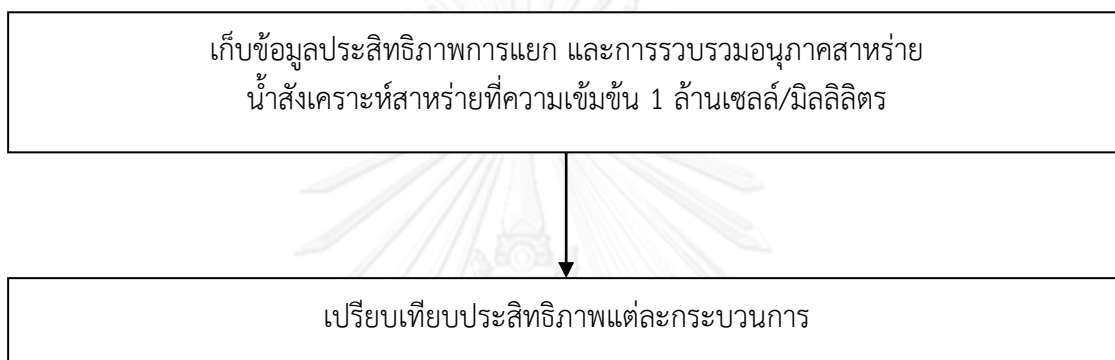 เก็บข้อมูลประสิทธิภาพการแยก และการรวบรวมอนุภาคสาหร่าย
น้ำสังเคราะห์สาหร่ายที่ความเข้มข้น 1 ล้านเซลล์/มิลลิลิตร
เปรียบเทียบประสิทธิภาพแต่ละกระบวนการ